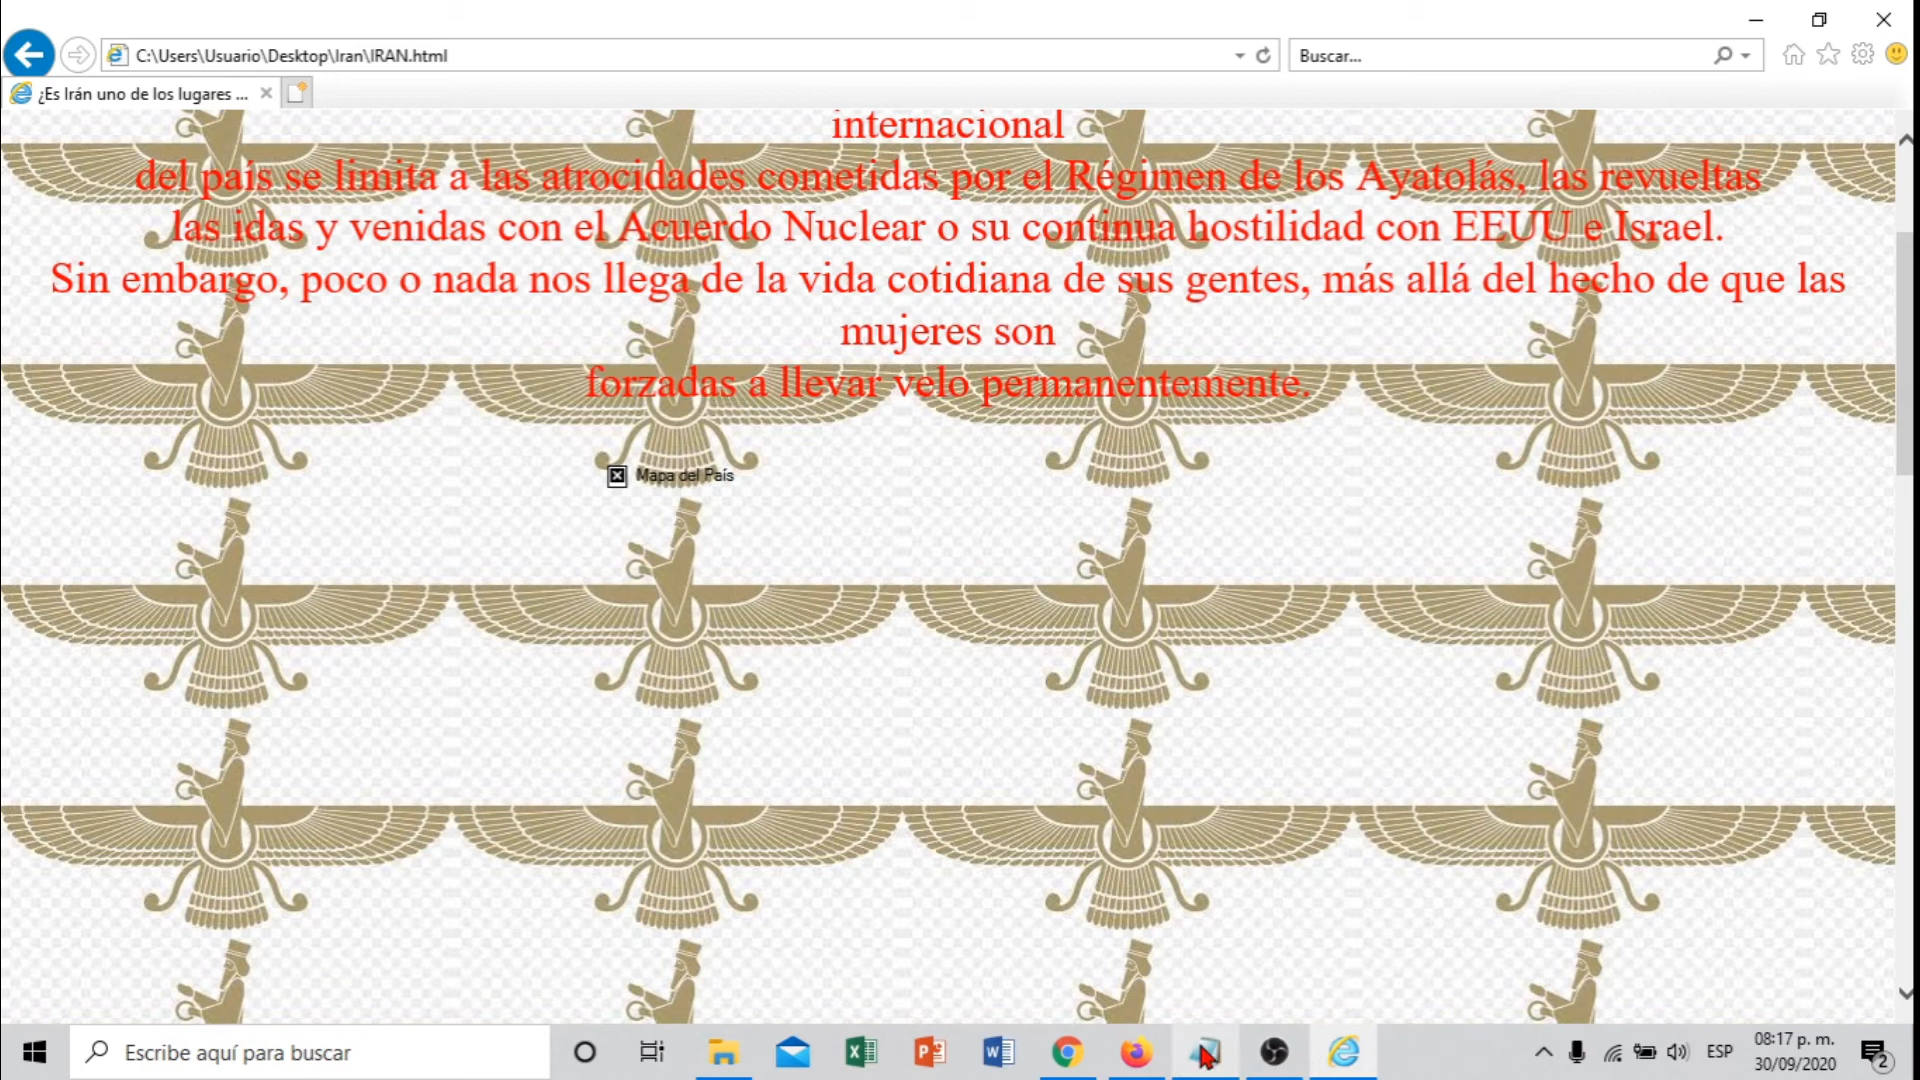 C:\Users\Usuario\Desktop\Iran\IRAN.html
Buscar...
¿Es Irán uno de los lugares ...
internacional
del país se limita a las atrocidades cometidas por el Régimen de los Ayatolás, las revueltas
las idas y venidas con el Acuerdo Nuclear o su continua hostilidad con EEUU e Israel.
Sin embargo, poco o nada nos llega de la vida cotidiana de sus gentes, más allá del hecho de que las
mujeres son
forzadas a llevar velo permanentemente.
Mapa del País
Escribe aquí para buscar
ESP
08:17 p. m.
30/09/2020
2